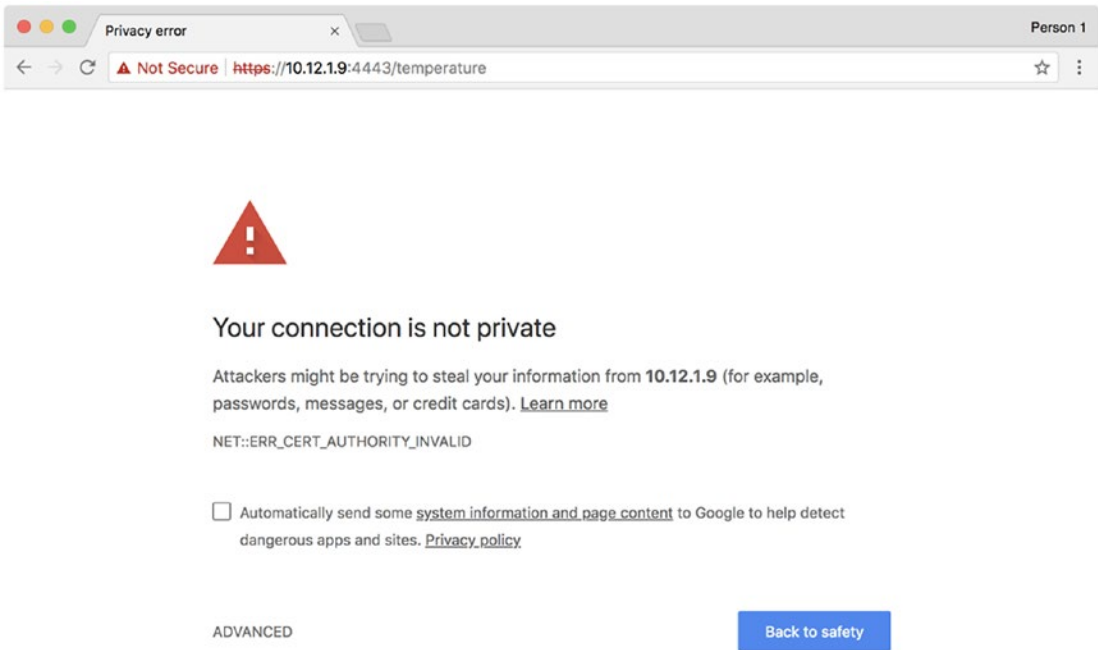 Privacy error
Person 1
Not Secure https://10.12.1.9:4443/temperature
Your connection is not private
Attackers might be trying to steal your information from 10.12.1.9 (for example,
passwords, messages, or credit cards). Learn more
NET::ERR_CERT_AUTHORITY_INVALID
Automatically send some system information and page content to Google to help detect
dangerous apps and sites. Privacy policy
ADVANCED
Back to safety